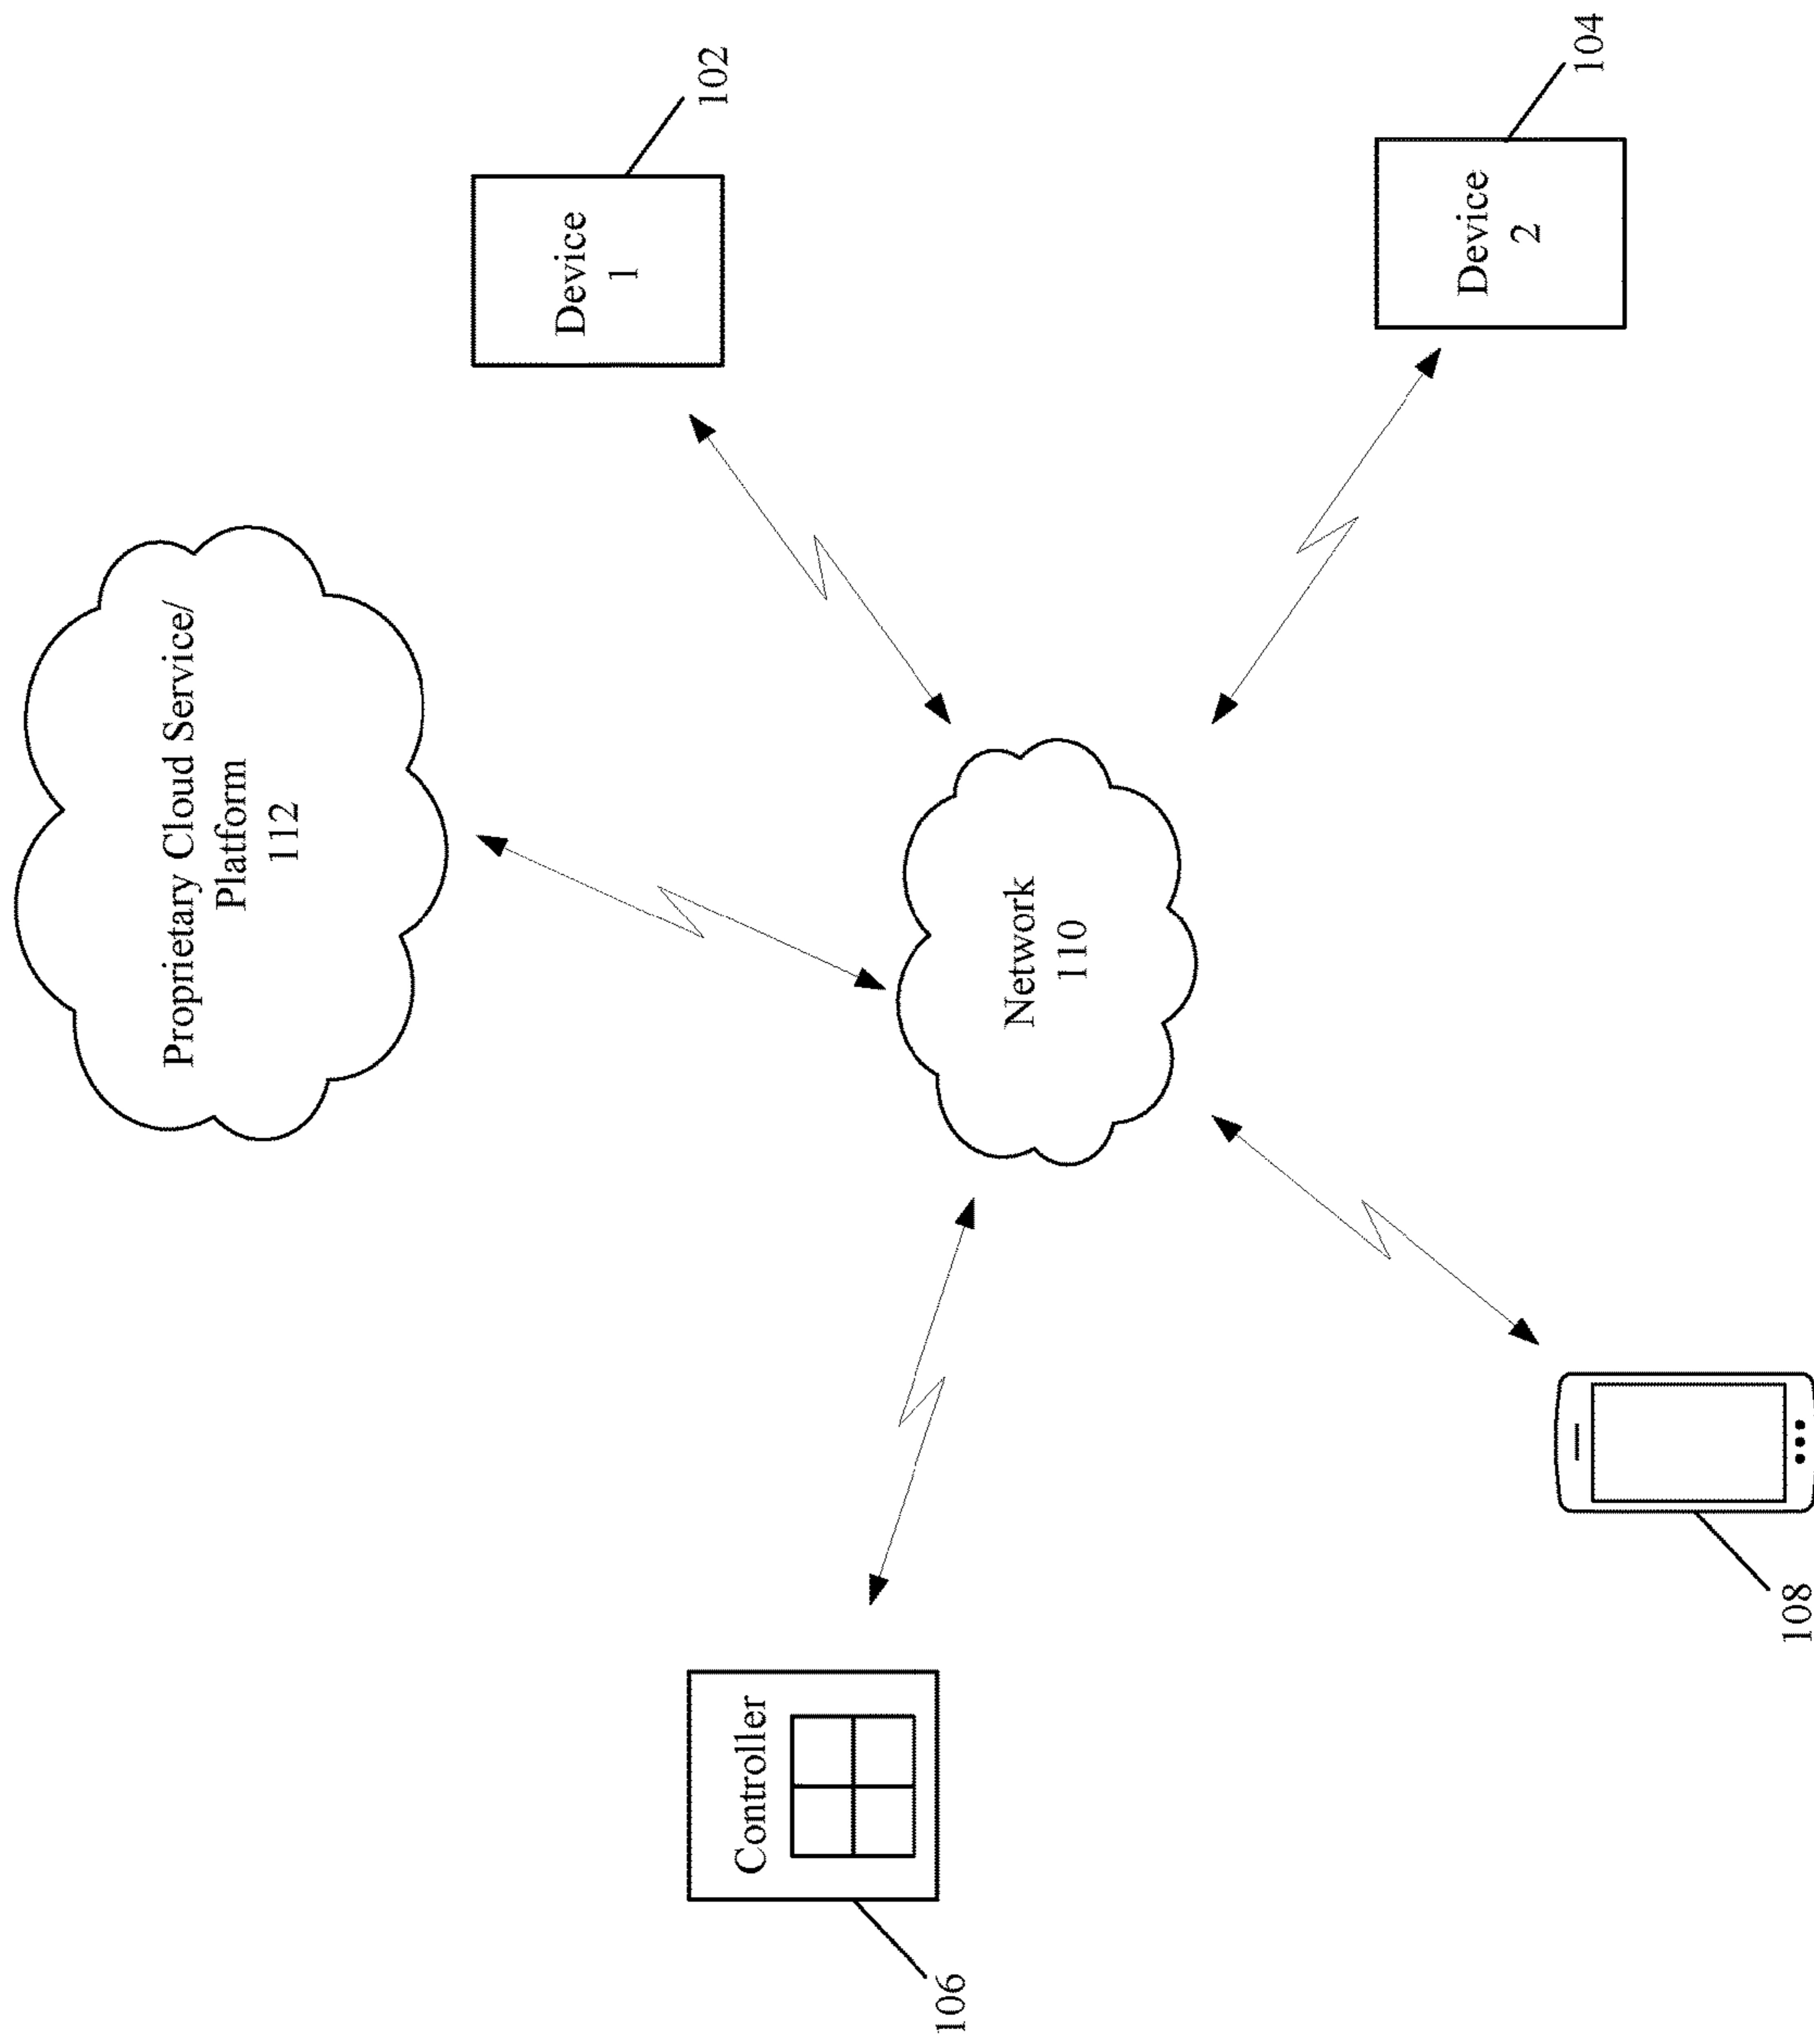 Proprietary Cloud Service/
Platform
112
Device
1
102
Controller
106
Network
110
Device
2
104
108